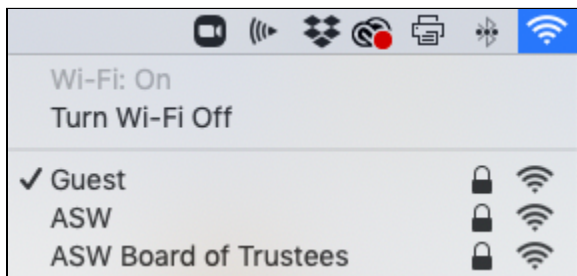 Wi-Fi: On
Turn Wi-Fi Off
Guest
ASW
ASW Board of Trustees